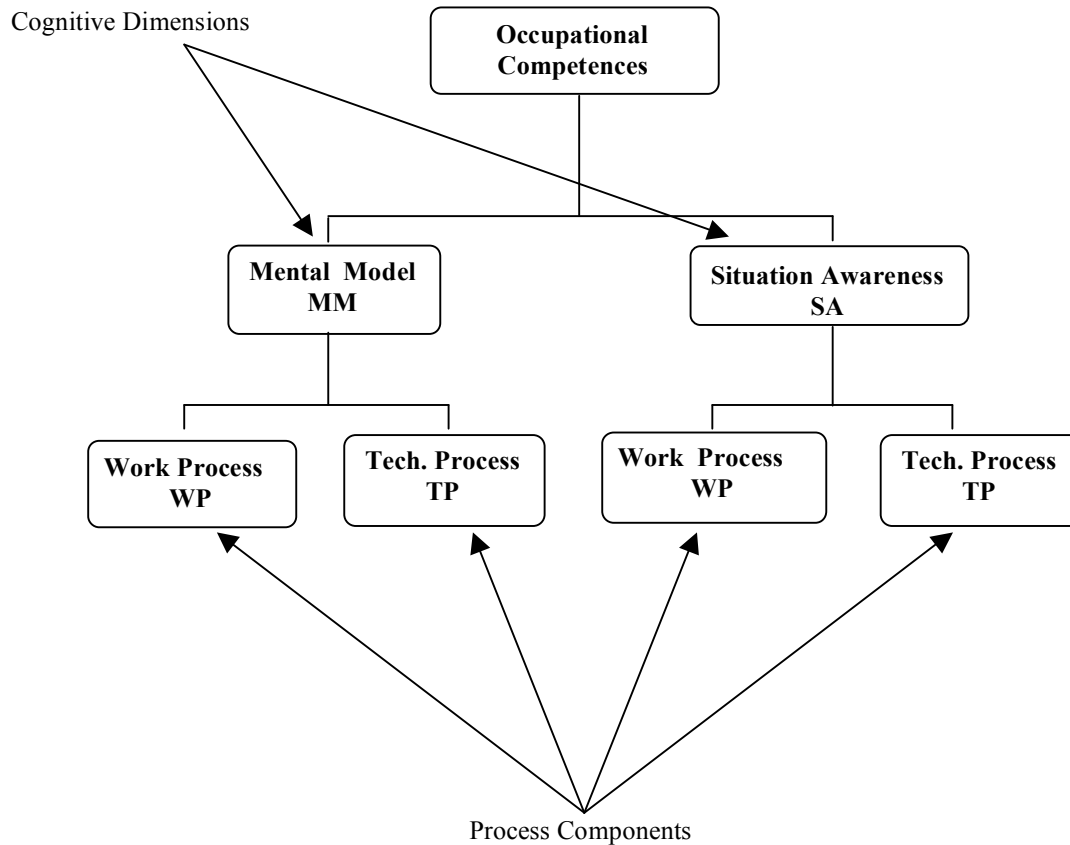 Cognitive Dimensions
Occupational
Competences
Mental Model
MM
Situation Awareness
SA
Work Process
WP
Tech. Process
TP
Work Process
WP
Tech. Process
TP
Process Components